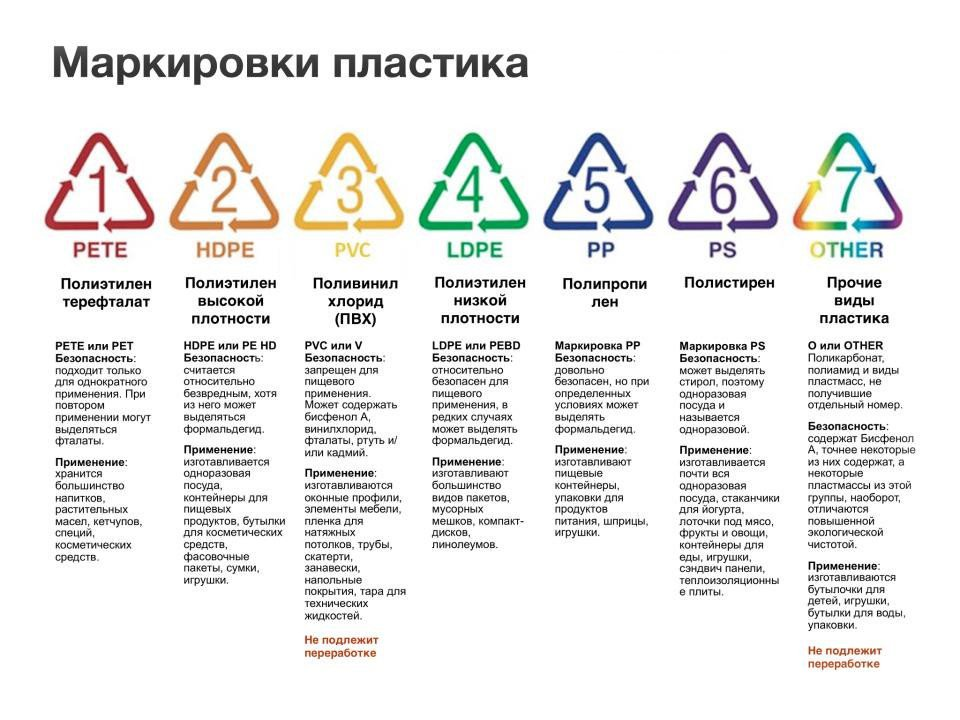 Маркировки пластика
1
PETE
2
HDPE
3
PVC
4
LDPE
5
PP
6
PS
7
OTHER
Полиэтилен
терефталат
Полиэтилен
высокой
плотности
Поливинил
хлорид
(ПВХ)
Полиэтилен
низкой
плотности
Полипропи
лен
Полистирен
Прочие
виды
пластика
PETE или PET
Безопасность:
подходит только
для однократного
применения. При
повтором
применении могут
выделяться
фталаты.
Применение:
хранится
большинство
напитков,
растительных
масел, кетчупов,
специй,
косметических
средств.
HDPE или PE HD
Безопасность:
считается
относительно
безвредным, хотя
из него может
выделяться
формальдегид.
Применение:
изготавливается
одноразовая
посуда,
контейнеры для
пищевых
продуктов, бутылки
для косметических
средств,
фасовочные
пакеты, сумки,
игрушки.
PVC или V
Безопасность:
запрещен для
пищевого
применения.
Может содержать
бисфенол А,
винилхлорид,
фталаты, ртуть и/
или кадмий.
Применение:
изготавливаются
оконные профили,
элементы мебели,
пленка для
натяжных
потолков, трубы,
скатерти,
занавески,
напольные
покрытия, тара для
технических
жидкостей.
Не подлежит
переработке
LDPE или PEBD
Безопасность:
относительно
безопасен для
пищевого
применения, в
редких случаях
может выделять
формальдегид.
Применение:
изготавливают
большинство
видов пакетов,
мусорных
мешков, компакт-
дисков,
линолеумов.
Маркировка PP
Безопасность:
довольно
безопасен, но при
определенных
условиях может
выделять
формальдегид.
Применение:
изготавливают
пищевые
контейнеры,
упаковки для
продуктов
питания, шприцы,
игрушки.
Маркировка PS
Безопасность:
может выделять
стирол, поэтому
одноразовая
посуда и
называется
одноразовой.
Применение:
изготавливается
почти вся
одноразовая
посуда, стаканчики
для йогурта,
лоточки под мясо,
фрукты и овощи,
контейнеры для
еды, игрушки,
сэндвич панели,
теплоизоляционны
е плиты.
O или OTHER
Поликарбонат,
полиамид и виды
пластмасс, не
получившие
отдельный номер.
Безопасность:
содержат Бисфенол
А, точнее некоторые
из них содержат, а
некоторые
пластмассы из этой
группы, наоборот,
отличаются
повышенной
экологической
чистотой.
Применение:
изготавливаются
бутылочки для
детей, игрушки,
бутылки для воды,
упаковки.
Не подлежит
переработке